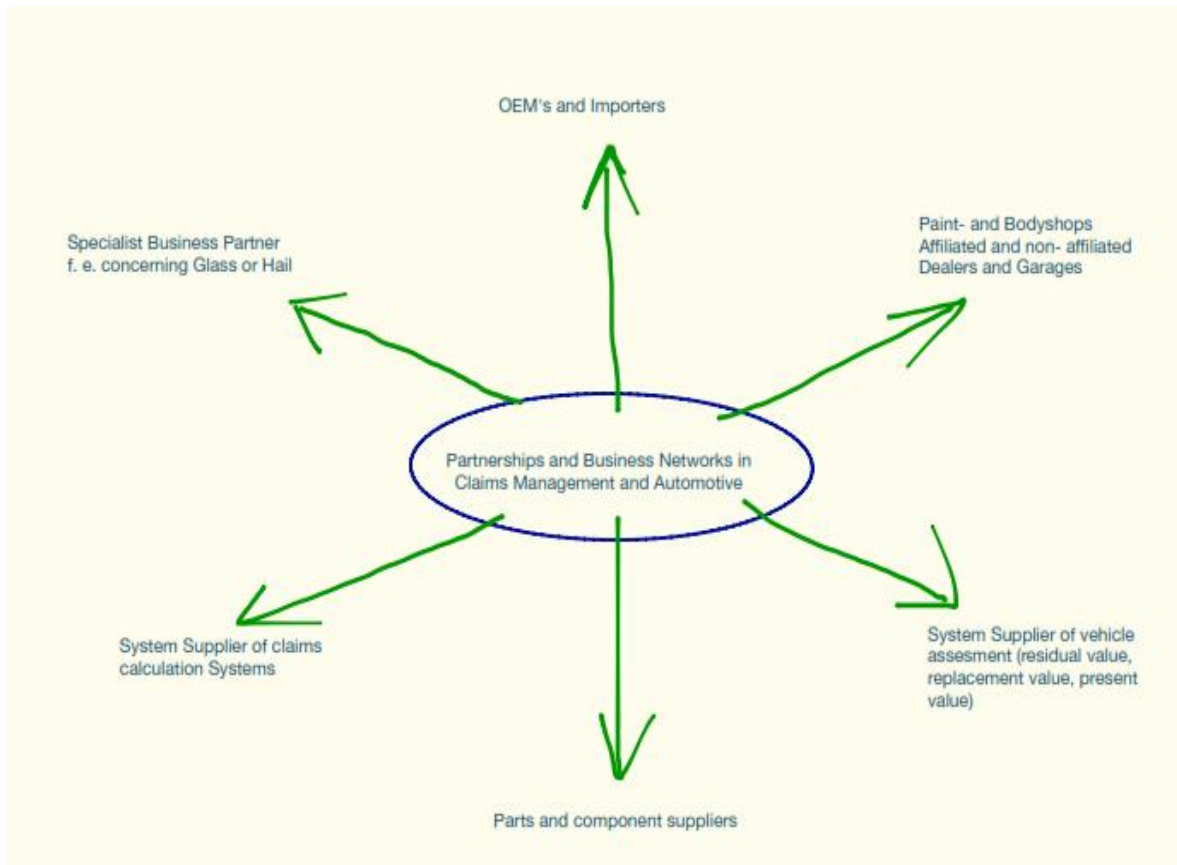 OEM's and Importers
Specialist Business Partner
f. e. concerning Glass or Hail
Paint- and Bodyshops
Affiliated and non- affiliated
Dealers and Garages
Partnerships and Business Networks in
Claims Management and Automotive
System Supplier of claims
calculation Systems
System Supplier of vehicle
assesment (residual value,
replacement value, present
value)
Parts and component suppliers